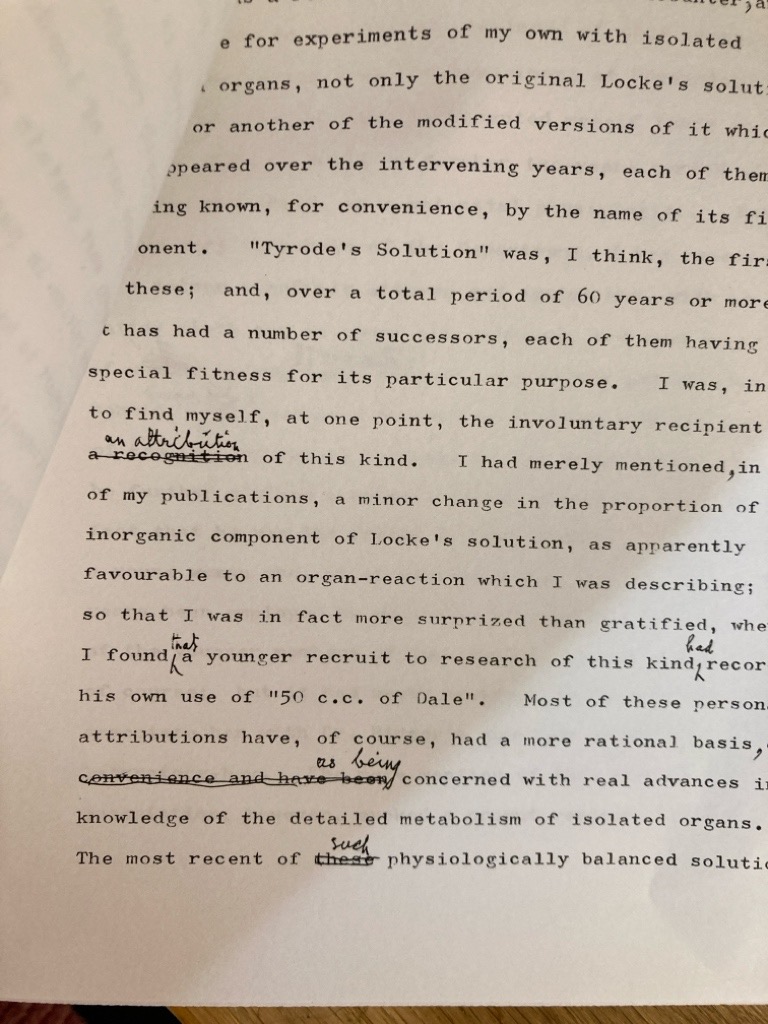 e for experiments of my own with isolated
organs, not only the original Locke's solut
or another of the modified versions of it whic
ppeared over the intervening years, each of them
ing known, for convenience, by the name of its fi
onent. "Tyrode's Solution" was, I think, the firs
these; and, over a total period of 60 years or more
t has had a number of successors, each of them having
special fitness for its particular purpose. I was, in
to find myself, at one point, the involuntary recipient
an attribution
a recognition of this kind. I had merely mentioned, in
of my publications, a minor change in the proportion of
inorganic component of Locke's solution, as apparently
favourable to an organ-reaction which I was describing;
so that I was in fact more surprized than gratified, whe
that had
I found a younger recruit to research of this kind, recor
his own use of "50 c.c. of Dale". Most of these person
attributions have, of course, had a more rational basis,
as being
convenience and have been concerned with real advances i
knowledge of the detailed metabolism of isolated organs.
such
The most recent of these physiologically balanced soluti